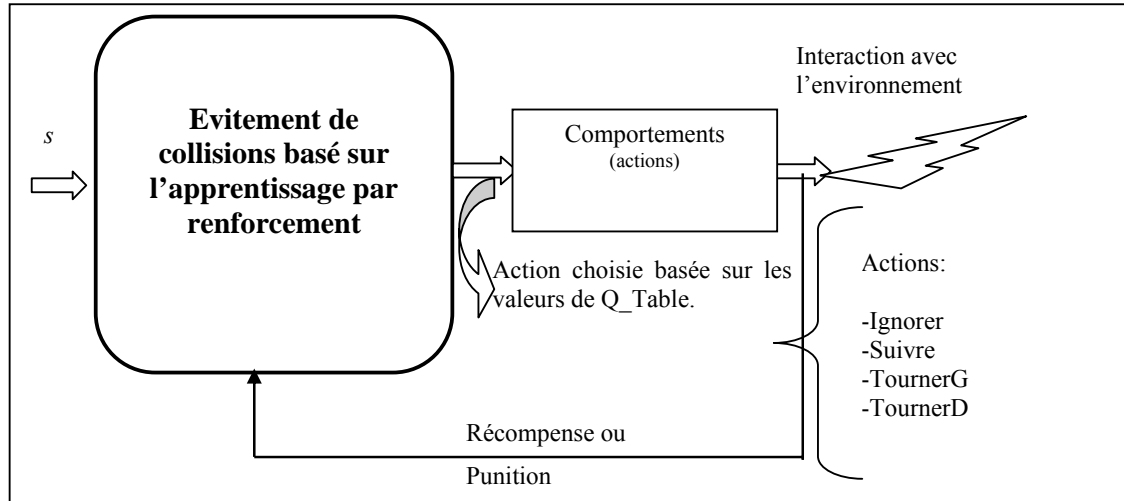 s
Evitement de
collisions basé sur
l'apprentissage par
renforcement
Comportements
(actions)
Interaction avec
l'environnement
Action choisie basée sur les
valeurs de Q_Table.
Actions:
-Ignorer
-Suivre
-TournerG
-TournerD
Récompense ou
Punition